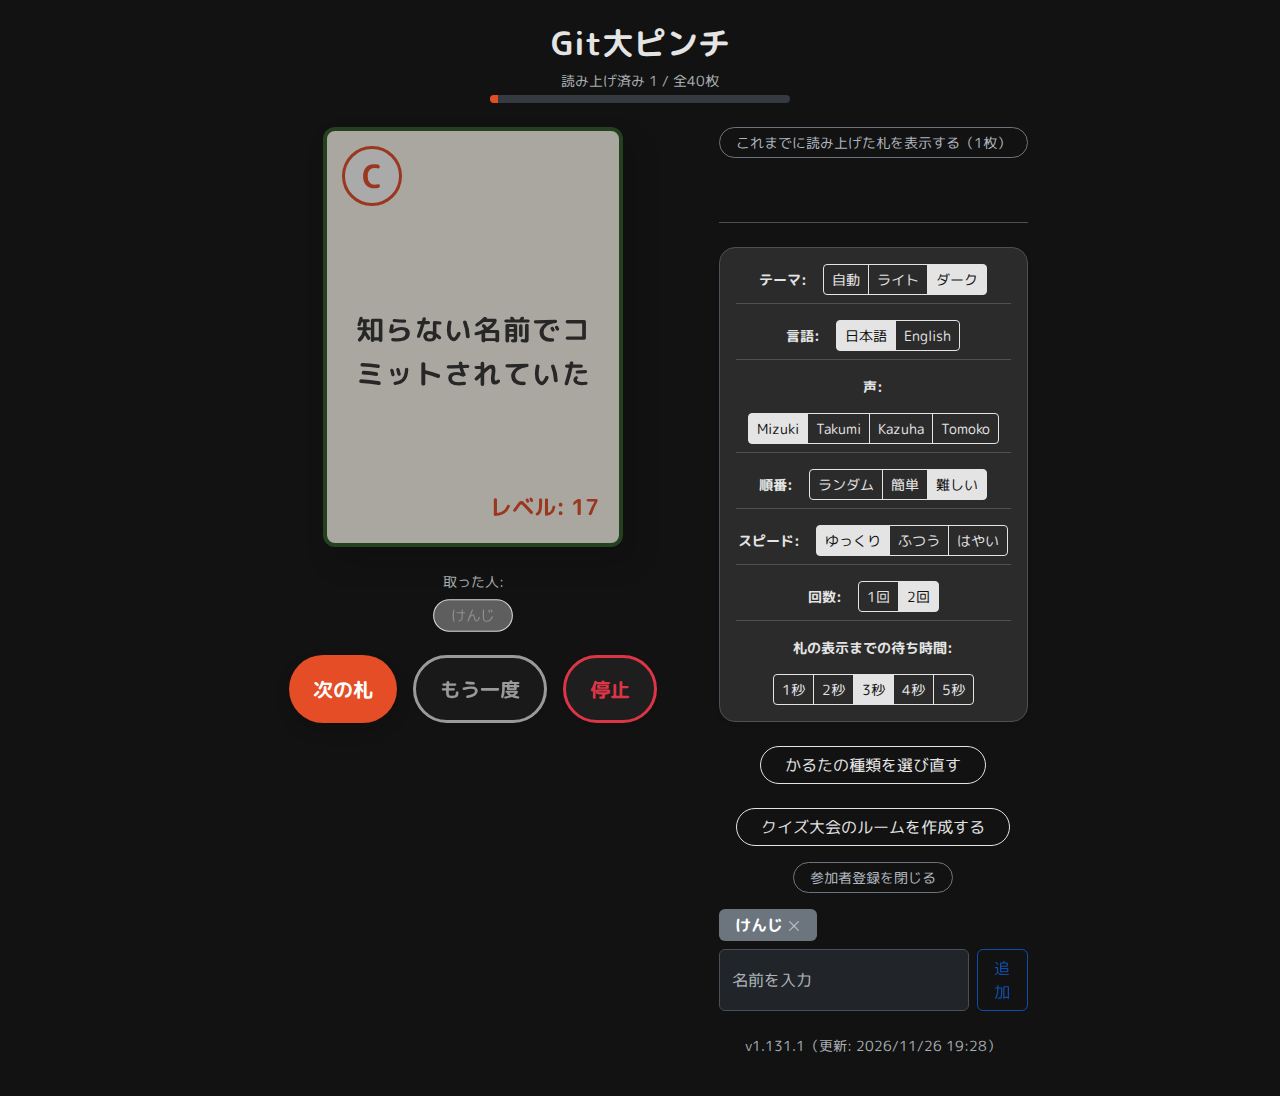 Git大ピンチ
読み上げ済み 1 / 全40枚
C
知らない名前でコ
ミットされていた
レベル: 17
取った人:
けんじ
次の札
もう一度
停止
これまでに読み上げた札を表示する（1枚）
テーマ: 自動 ライト ダーク
言語: 日本語 English
声:
Mizuki Takumi Kazuha Tomoko
順番: ランダム 簡単 難しい
スピード: ゆっくり ふつう はやい
回数: 1回 2回
札の表示までの待ち時間:
1秒 2秒 3秒 4秒 5秒
かるたの種類を選び直す
クイズ大会のルームを作成する
参加者登録を閉じる
けんじ ×
名前を入力
追
加
v1.131.1（更新: 2026/11/26 19:28）